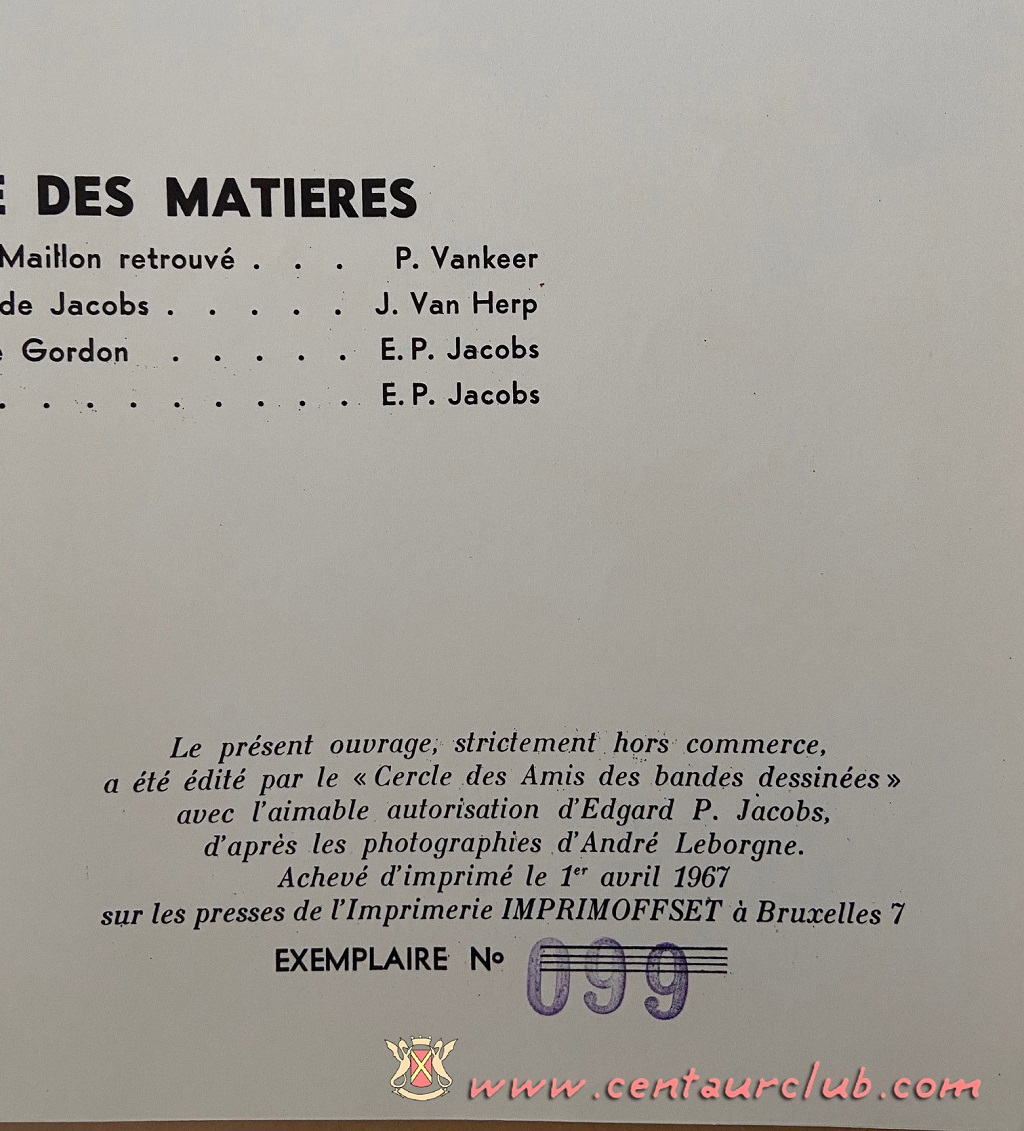 DES MATIERES
Maillon retrouvé . . . P. Vankeer
de Jacobs . . . . . J. Van Herp
Gordon . . . . . E. P. Jacobs
. . . . . . . . . E. P. Jacobs
Le présent ouvrage, strictement hors commerce,
a été édité par le « Cercle des Amis des bandes dessinées »
avec l'aimable autorisation d'Edgard P. Jacobs,
d'après les photographies d'André Leborgne.
Achevé d'imprimé le 1er avril 1967
sur les presses de l'Imprimerie IMPRIMOFFSET à Bruxelles 7
EXEMPLAIRE No 099
www.centaurclub.com